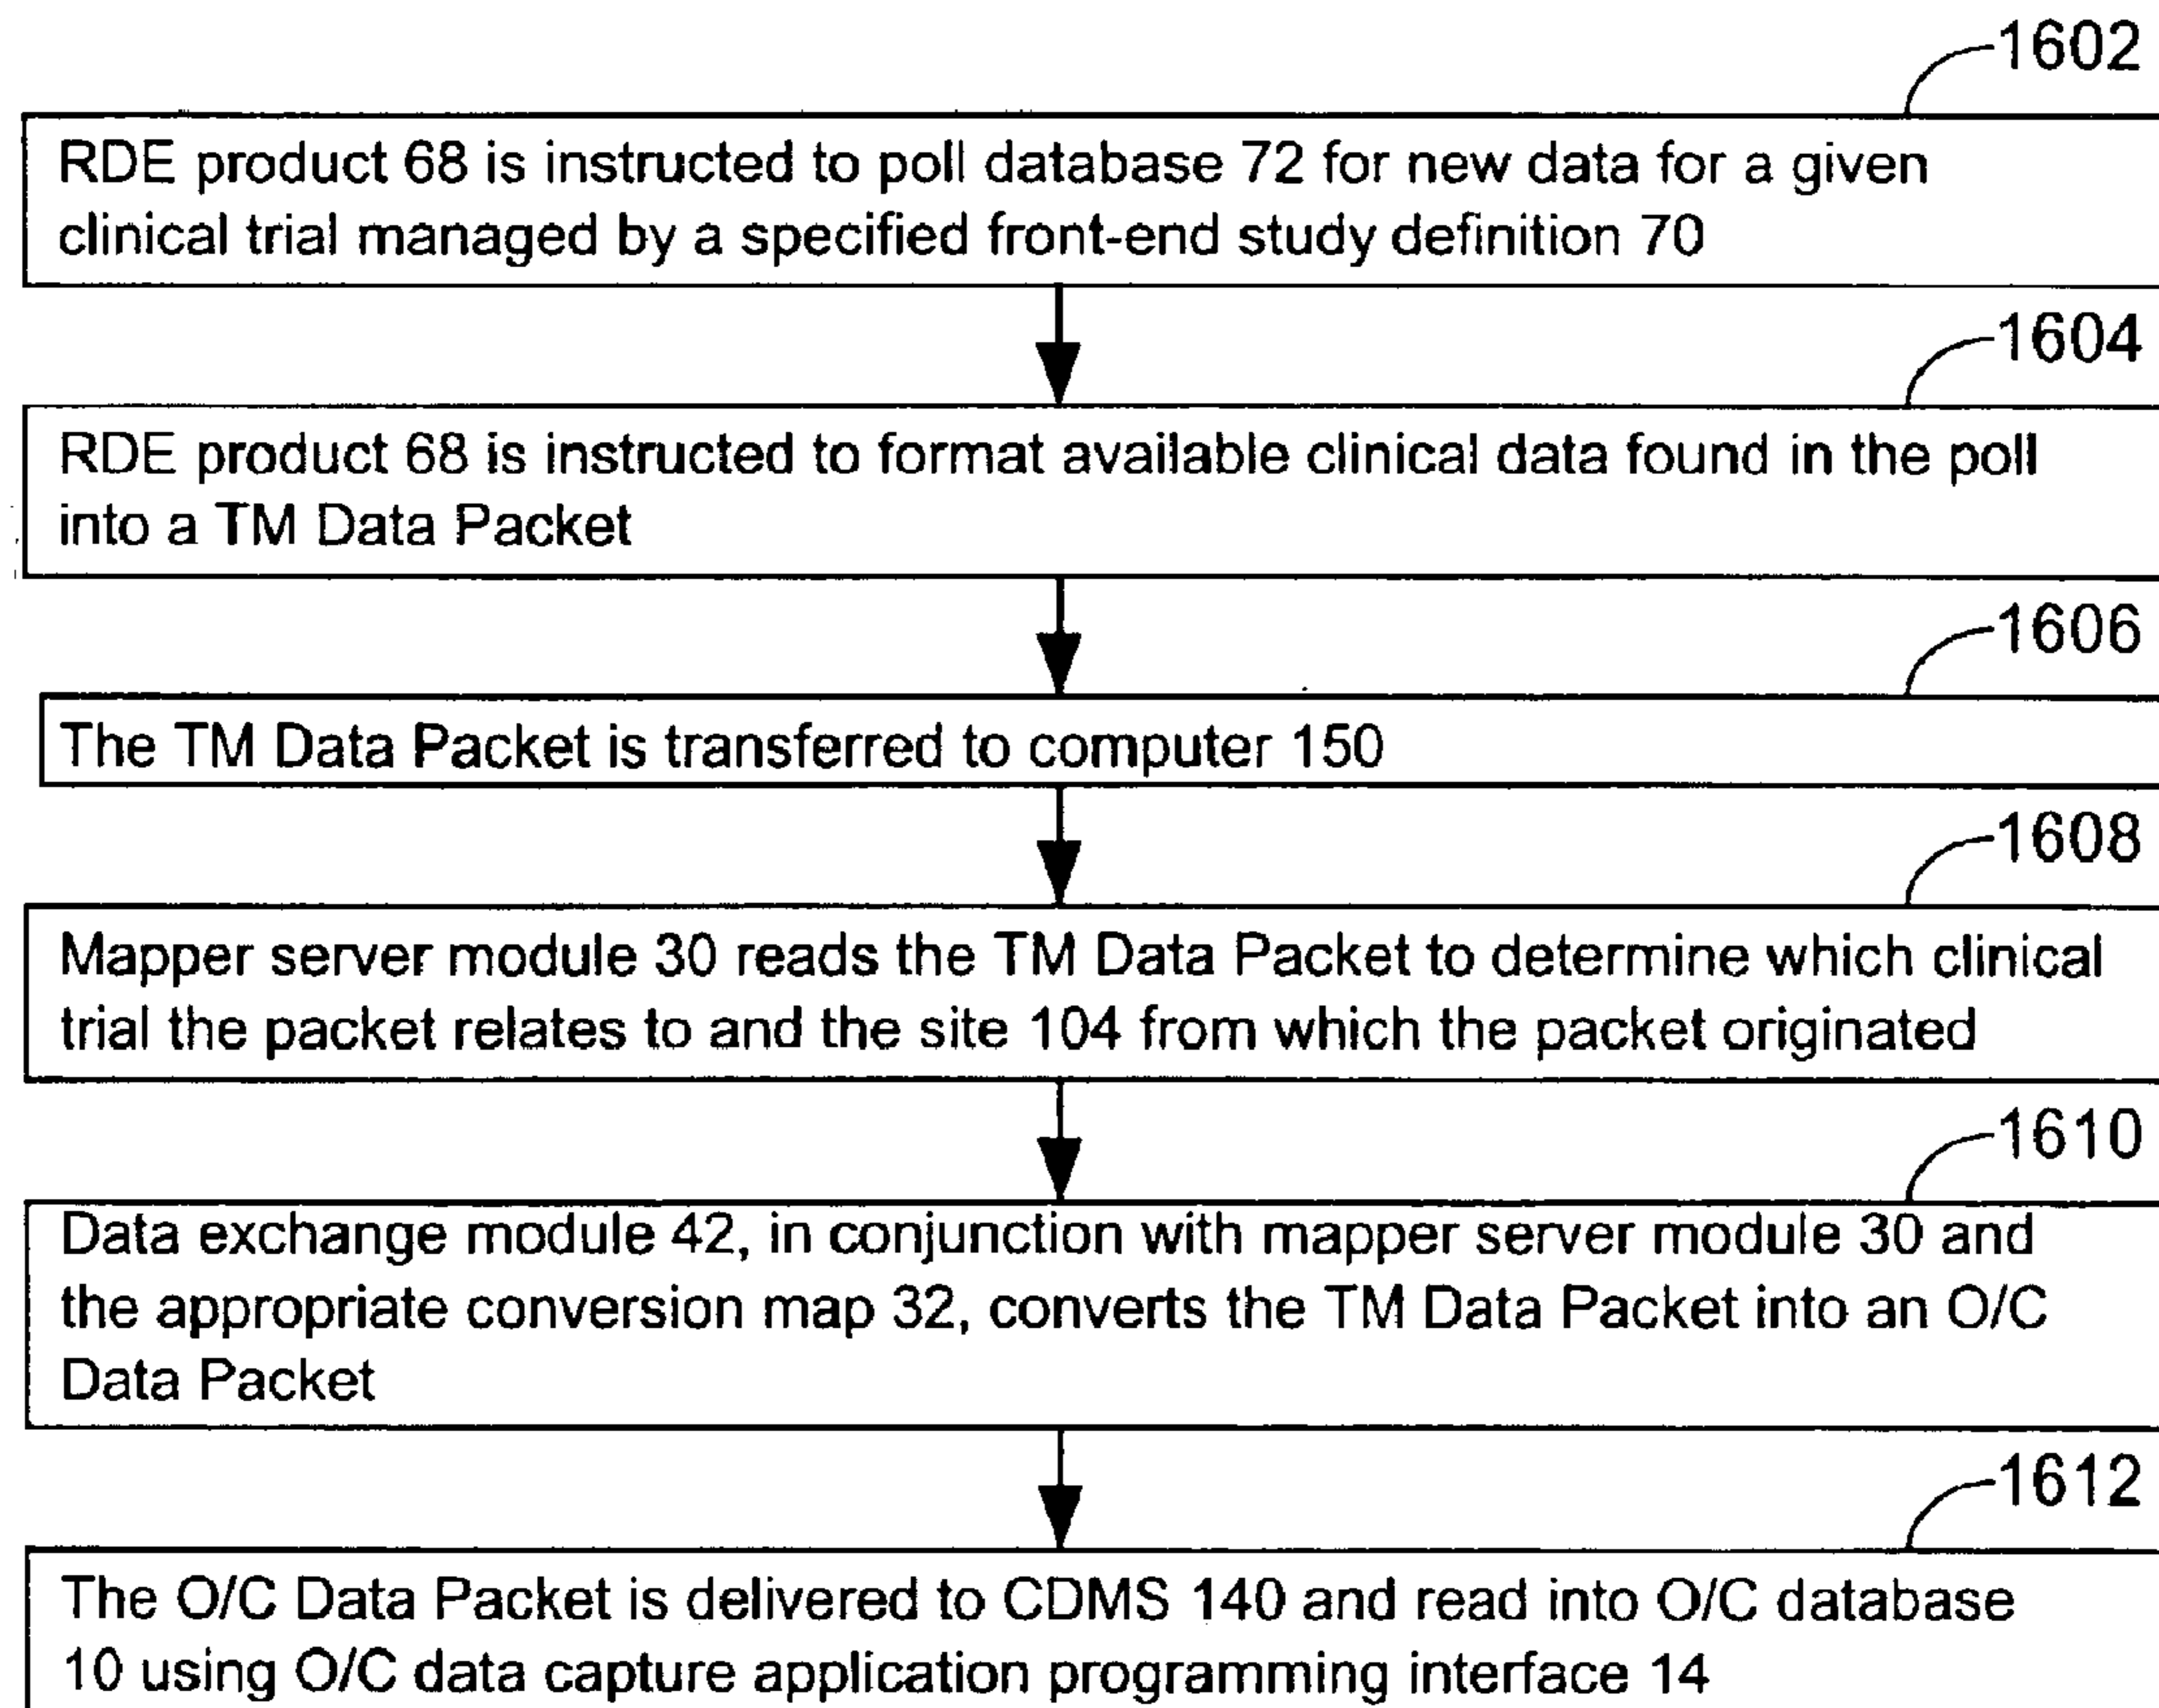 1602
RDE product 68 is instructed to poll database 72 for new data for a given
clinical trial managed by a specified front-end study definition 70
1604
RDE product 68 is instructed to format available clinical data found in the poll
into a TM Data Packet
1606
The TM Data Packet is transferred to computer 150
1608
Mapper server module 30 reads the TM Data Packet to determine which clinical
trial the packet relates to and the site 104 from which the packet originated
1610
Data exchange module 42, in conjunction with mapper server module 30 and
the appropriate conversion map 32, converts the TM Data Packet into an O/C
Data Packet
1612
The O/C Data Packet is delivered to CDMS 140 and read into O/C database
10 using O/C data capture application programming interface 14